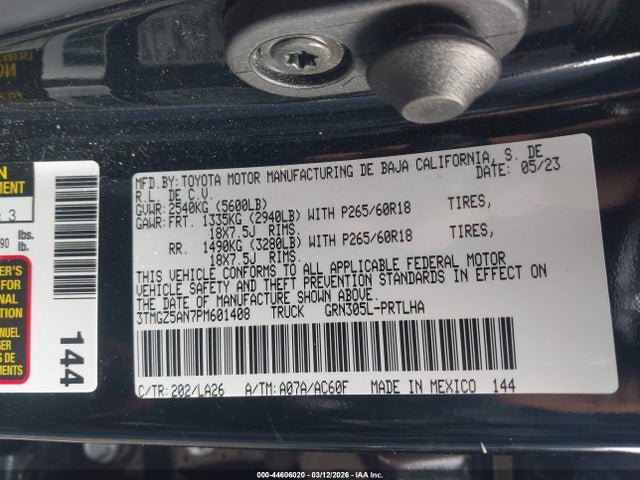 MFD.BY: TOYOTA MOTOR MANUFACTURING DE BAJA CALIFORNIA, S. DE
R.L. DE C.V. DATE: 05/23
GVWR: 2540KG (5600LB)
GAWR: FRT. 1335KG (2940LB) WITH P265/60R18 TIRES,
18X7.5J RIMS.
RR. 1490KG (3280LB) WITH P265/60R18 TIRES,
18X7.5J RIMS.
THIS VEHICLE CONFORMS TO ALL APPLICABLE FEDERAL MOTOR
VEHICLE SAFETY AND THEFT PREVENTION STANDARDS IN EFFECT ON
THE DATE OF MANUFACTURE SHOWN ABOVE.
3TMGZ5AN7PM601408 TRUCK GRN305L-PRTLHA
C/TR: 202/LA26 A/TM: A07A/AC60F MADE IN MEXICO 144
3
90 lbs.
lb.
144
000-44606020 - 03/12/2026 - IAA Inc.